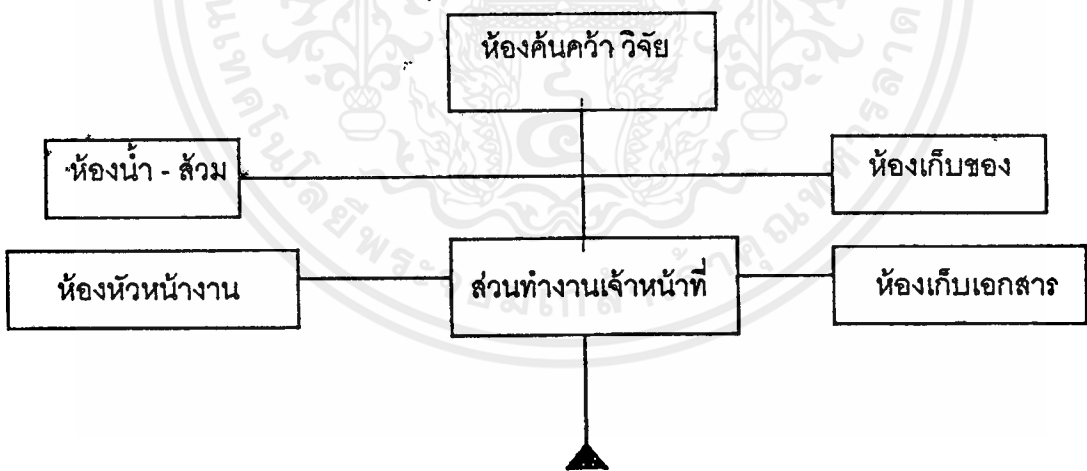 ห้องค้นคว้า วิจัย
ห้องน้ำ - ส้วม
ห้องเก็บของ
ห้องหัวหน้างาน
ส่วนทำงานเจ้าหน้าที่
ห้องเก็บเอกสาร